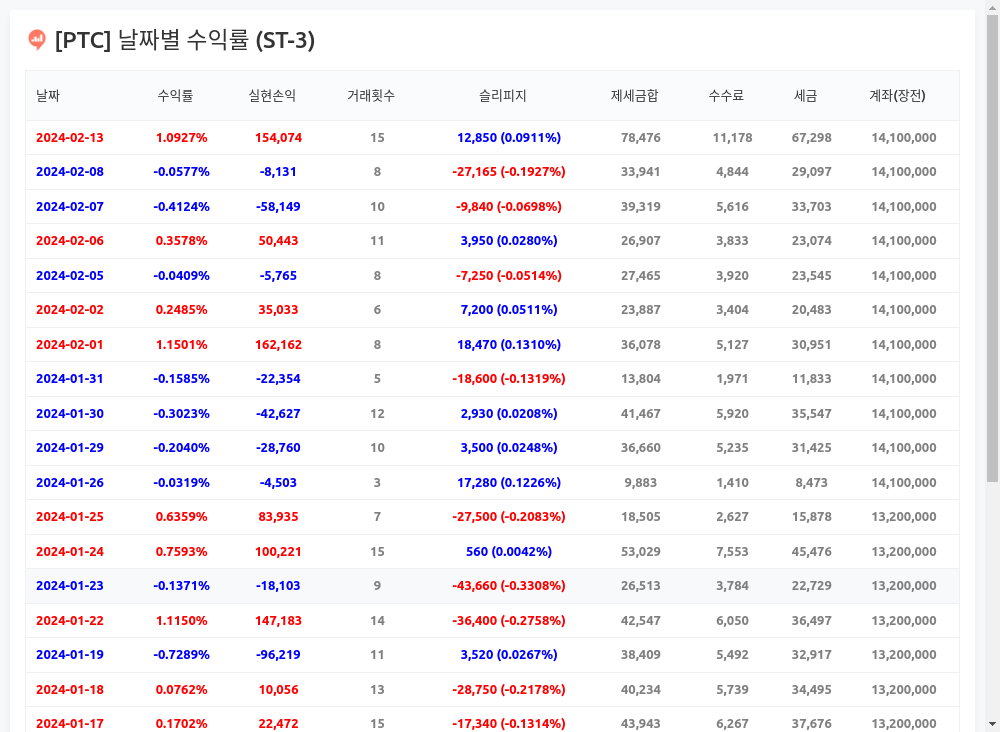 [PTC] 날짜별 수익률 (ST-3)
날짜 수익률 실현손익 거래횟수 슬리피지 제세금합 수수료 세금 계좌(장전)
2024-02-13 1.0927% 154,074 15 12,850 (0.0911%) 78,476 11,178 67,298 14,100,000
2024-02-08 -0.0577% -8,131 8 -27,165 (-0.1927%) 33,941 4,844 29,097 14,100,000
2024-02-07 -0.4124% -58,149 10 -9,840 (-0.0698%) 39,319 5,616 33,703 14,100,000
2024-02-06 0.3578% 50,443 11 3,950 (0.0280%) 26,907 3,833 23,074 14,100,000
2024-02-05 -0.0409% -5,765 8 -7,250 (-0.0514%) 27,465 3,920 23,545 14,100,000
2024-02-02 0.2485% 35,033 6 7,200 (0.0511%) 23,887 3,404 20,483 14,100,000
2024-02-01 1.1501% 162,162 8 18,470 (0.1310%) 36,078 5,127 30,951 14,100,000
2024-01-31 -0.1585% -22,354 5 -18,600 (-0.1319%) 13,804 1,971 11,833 14,100,000
2024-01-30 -0.3023% -42,627 12 2,930 (0.0208%) 41,467 5,920 35,547 14,100,000
2024-01-29 -0.2040% -28,760 10 3,500 (0.0248%) 36,660 5,235 31,425 14,100,000
2024-01-26 -0.0319% -4,503 3 17,280 (0.1226%) 9,883 1,410 8,473 14,100,000
2024-01-25 0.6359% 83,935 7 -27,500 (-0.2083%) 18,505 2,627 15,878 13,200,000
2024-01-24 0.7593% 100,221 15 560 (0.0042%) 53,029 7,553 45,476 13,200,000
2024-01-23 -0.1371% -18,103 9 -43,660 (-0.3308%) 26,513 3,784 22,729 13,200,000
2024-01-22 1.1150% 147,183 14 -36,400 (-0.2758%) 42,547 6,050 36,497 13,200,000
2024-01-19 -0.7289% -96,219 11 3,520 (0.0267%) 38,409 5,492 32,917 13,200,000
2024-01-18 0.0762% 10,056 13 -28,750 (-0.2178%) 40,234 5,739 34,495 13,200,000
2024-01-17 0.1702% 22,472 15 -17,340 (-0.1314%) 43,943 6,267 37,676 13,200,000